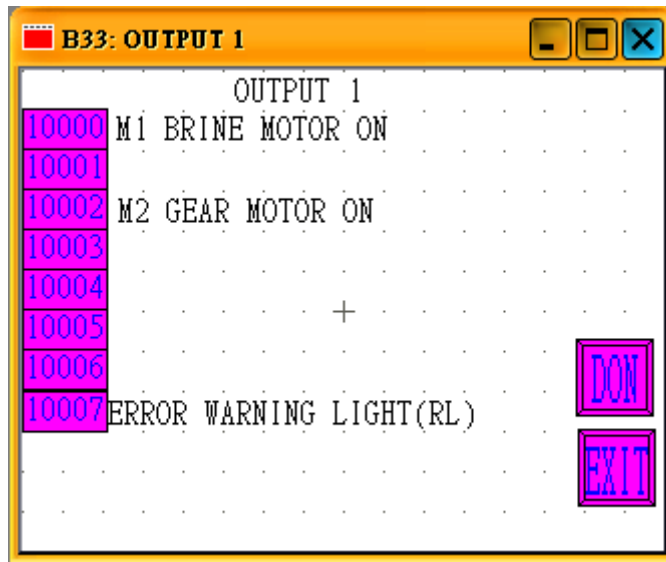 B33: OUTPUT 1
OUTPUT 1
10000 M1 BRINE MOTOR ON
10001
10002 M2 GEAR MOTOR ON
10003
10004
10005
10006
10007 ERROR WARNING LIGHT(RL)
DON
EXIT